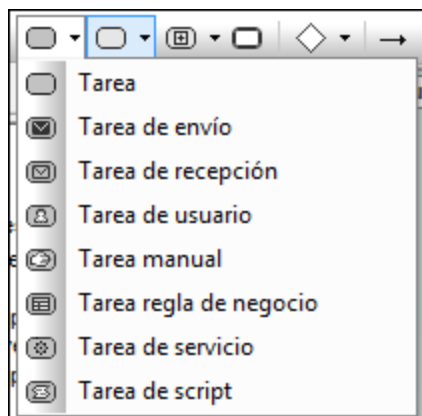 Tarea
Tarea de envío
Tarea de recepción
Tarea de usuario
Tarea manual
Tarea regla de negocio
Tarea de servicio
Tarea de script